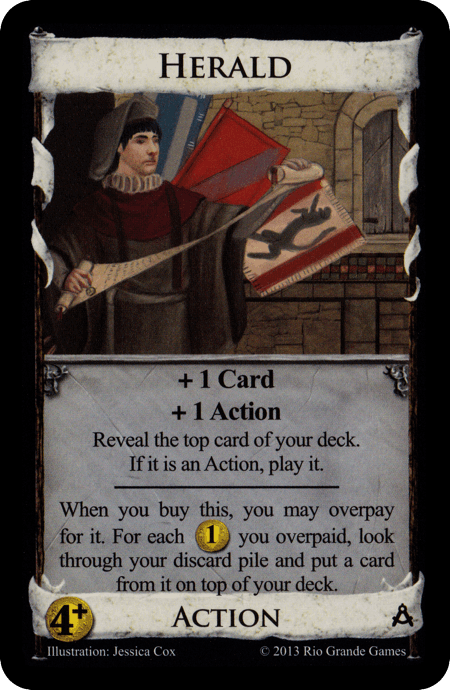 HERALD
+ 1 Card
+ 1 Action
Reveal the top card of your deck.
If it is an Action, play it.
When you buy this, you may overpay
for it. For each 1 you overpaid, look
through your discard pile and put a card
from it on top of your deck.
4+
ACTION
Illustration: Jessica Cox
© 2013 Rio Grande Games